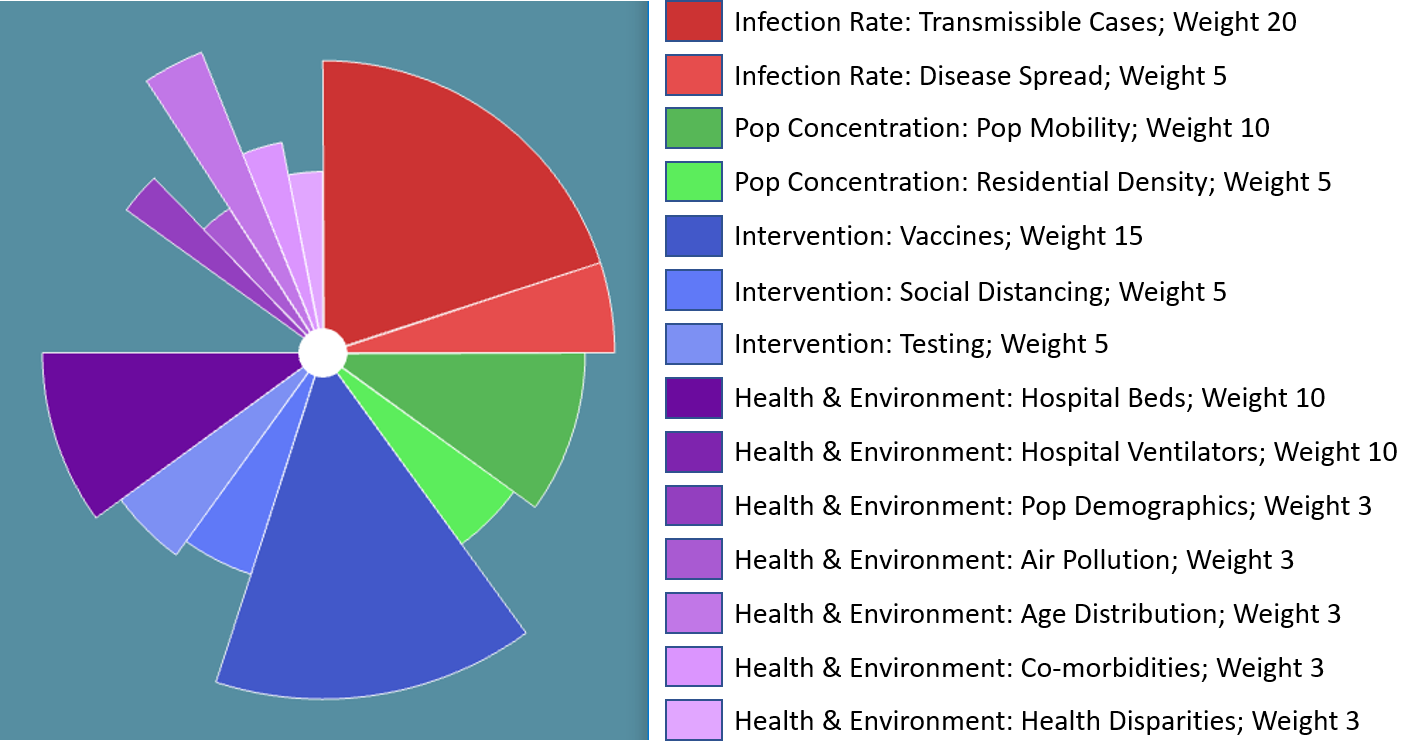 Infection Rate: Transmissible Cases; Weight 20
Infection Rate: Disease Spread; Weight 5
Pop Concentration: Pop Mobility; Weight 10
Pop Concentration: Residential Density; Weight 5
Intervention: Vaccines; Weight 15
Intervention: Social Distancing; Weight 5
Intervention: Testing; Weight 5
Health & Environment: Hospital Beds; Weight 10
Health & Environment: Hospital Ventilators; Weight 10
Health & Environment: Pop Demographics; Weight 3
Health & Environment: Air Pollution; Weight 3
Health & Environment: Age Distribution; Weight 3
Health & Environment: Co-morbidities; Weight 3
Health & Environment: Health Disparities; Weight 3